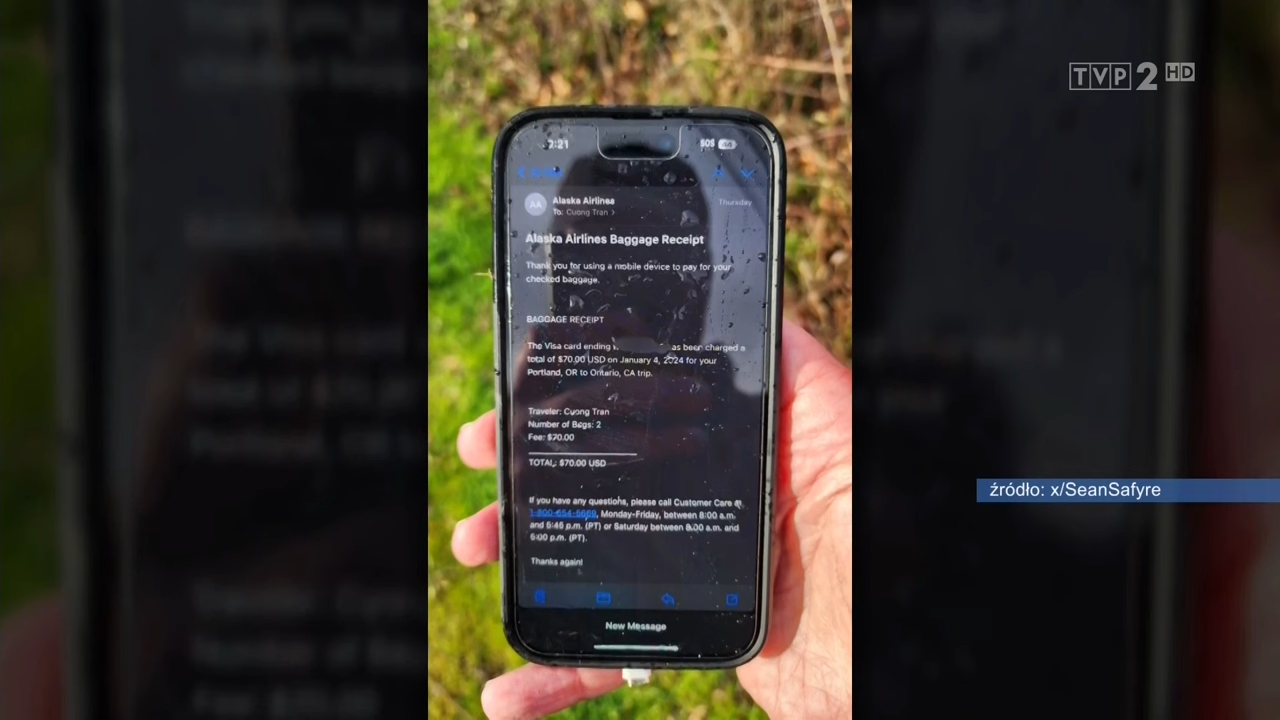 TVP 2 HD
2:21
SOS
Alaska Airlines
Thursday
To: Cuong Tran >
Alaska Airlines Baggage Receipt
Thank you for using a mobile device to pay for your
checked baggage.
BAGGAGE RECEIPT
The Visa card ending as been charged a
total of $70.00 USD on January 4, 2024 for your
Portland, OR to Ontario, CA trip.
Traveler: Cuong Tran
Number of Bags: 2
Fee: $70.00
TOTAL: $70.00 USD
źródło: x/SeanSafyre
If you have any questions, please call Customer Care at
1-800-654-5669, Monday-Friday, between 8:00 a.m.
and 5:45 p.m. (PT) or Saturday between 8:00 a.m. and
5:00 p.m. (PT).
Thanks again!
New Message